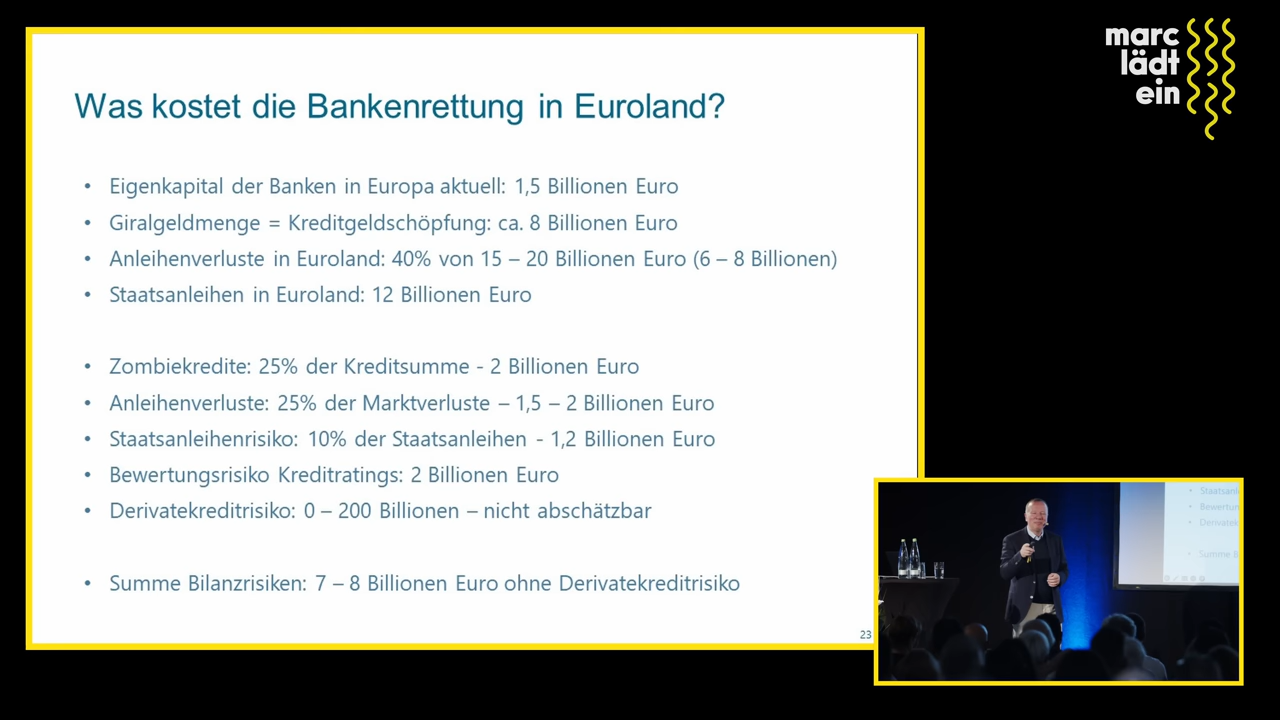 marc
lädt
ein
Was kostet die Bankenrettung in Euroland?
• Eigenkapital der Banken in Europa aktuell: 1,5 Billionen Euro
• Giralgeldmenge = Kreditgeldschöpfung: ca. 8 Billionen Euro
• Anleihenverluste in Euroland: 40% von 15 – 20 Billionen Euro (6 – 8 Billionen)
• Staatsanleihen in Euroland: 12 Billionen Euro
• Zombiekredite: 25% der Kreditsumme - 2 Billionen Euro
• Anleihenverluste: 25% der Marktverluste – 1,5 – 2 Billionen Euro
• Staatsanleihenrisiko: 10% der Staatsanleihen - 1,2 Billionen Euro
• Bewertungsrisiko Kreditratings: 2 Billionen Euro
• Derivatekreditrisiko: 0 – 200 Billionen – nicht abschätzbar
• Summe Bilanzrisiken: 7 – 8 Billionen Euro ohne Derivatekreditrisiko
23